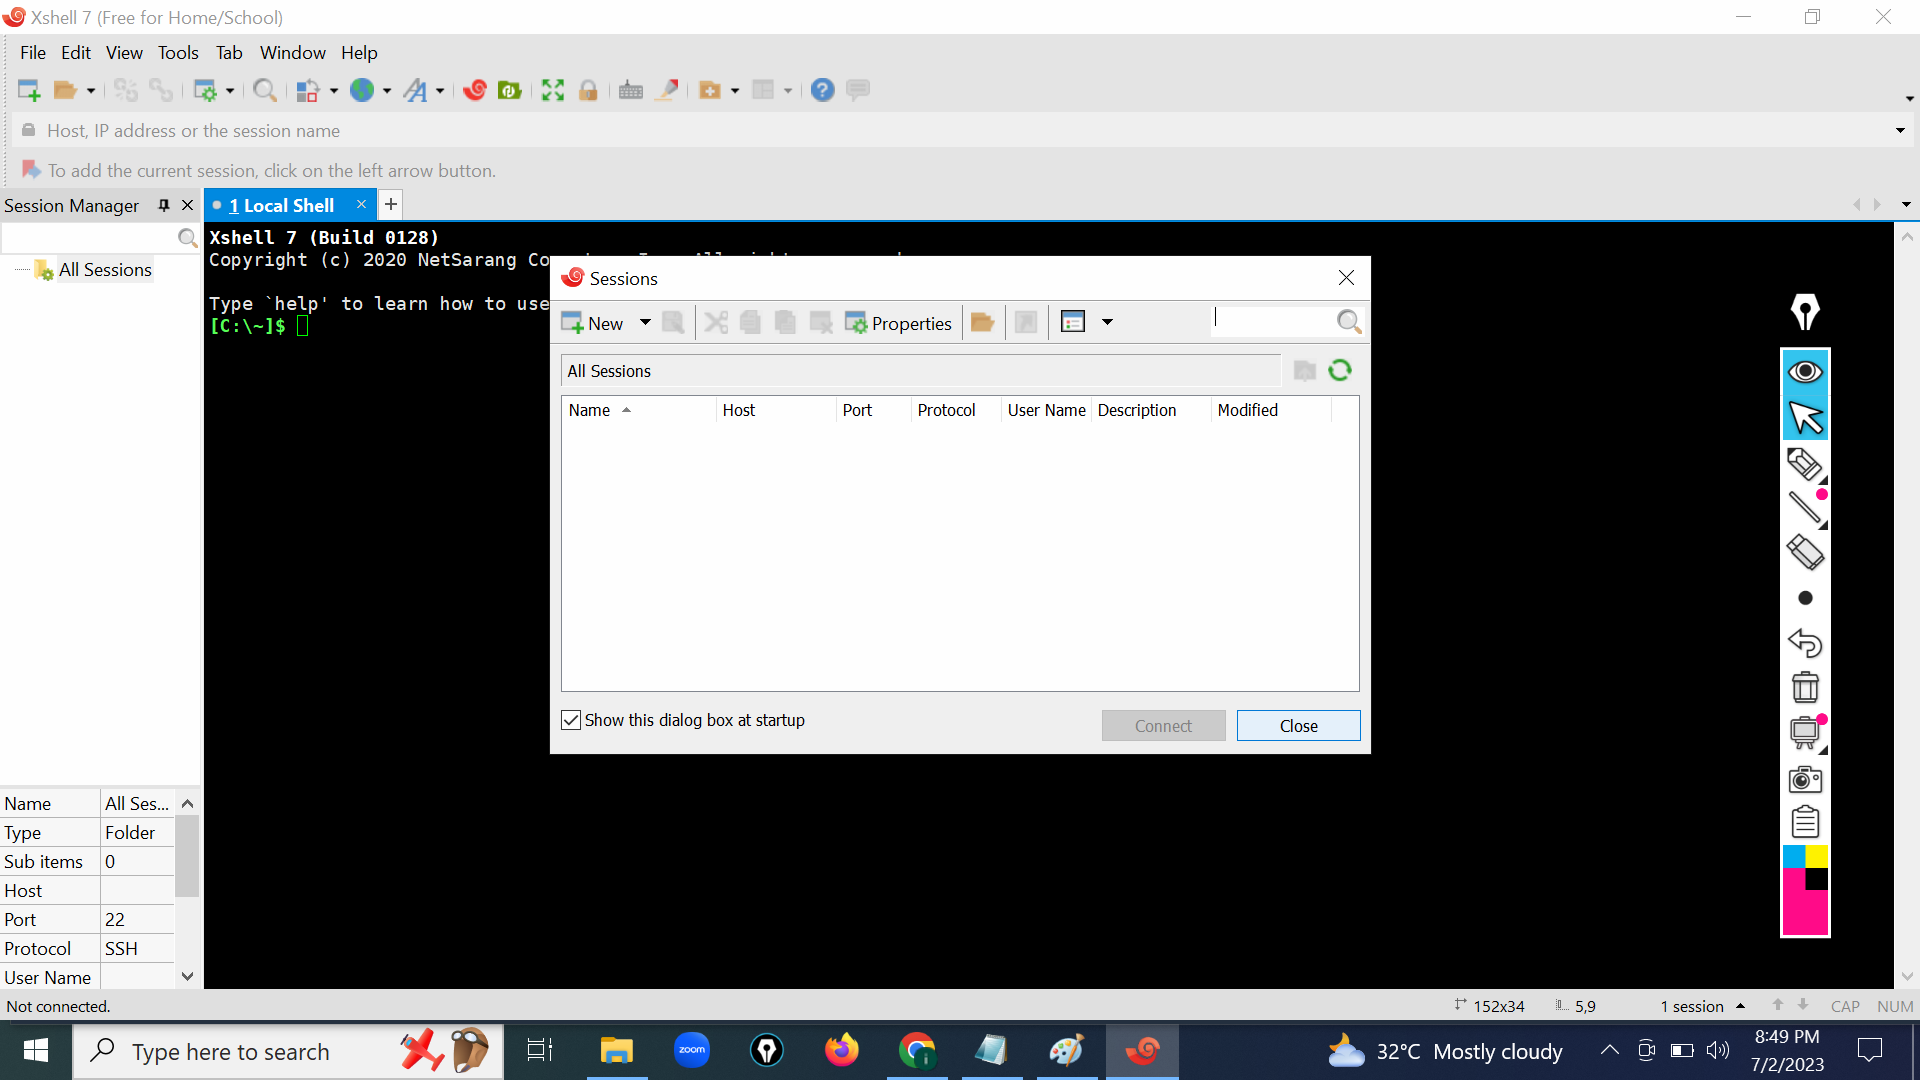 Xshell 7 (Free for Home/School)
File Edit View Tools Tab Window Help
Host, IP address or the session name
To add the current session, click on the left arrow button.
Session Manager
1 Local Shell
+
All Sessions
Xshell 7 (Build 0128)
Copyright (c) 2020 NetSarang Co
Type `help' to learn how to use
[C:\~]$
Sessions
New
Properties
All Sessions
Name Host Port Protocol User Name Description Modified
Show this dialog box at startup
Connect
Close
Name All Ses...
Type Folder
Sub items 0
Host
Port 22
Protocol SSH
User Name
Not connected.
152x34 5,9 1 session CAP NUM
Type here to search
zoom
32°C Mostly cloudy
8:49 PM
7/2/2023